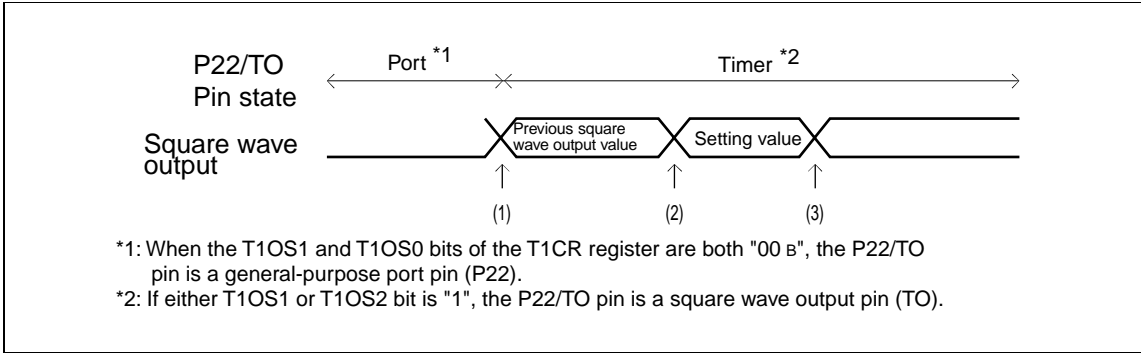 P22/TO
Pin state
Port *1
Timer *2
Square wave
output
Previous square
wave output value
Setting value
(1)
(2)
(3)
*1: When the T1OS1 and T1OS0 bits of the T1CR register are both "00 B", the P22/TO
pin is a general-purpose port pin (P22).
*2: If either T1OS1 or T1OS2 bit is "1", the P22/TO pin is a square wave output pin (TO).